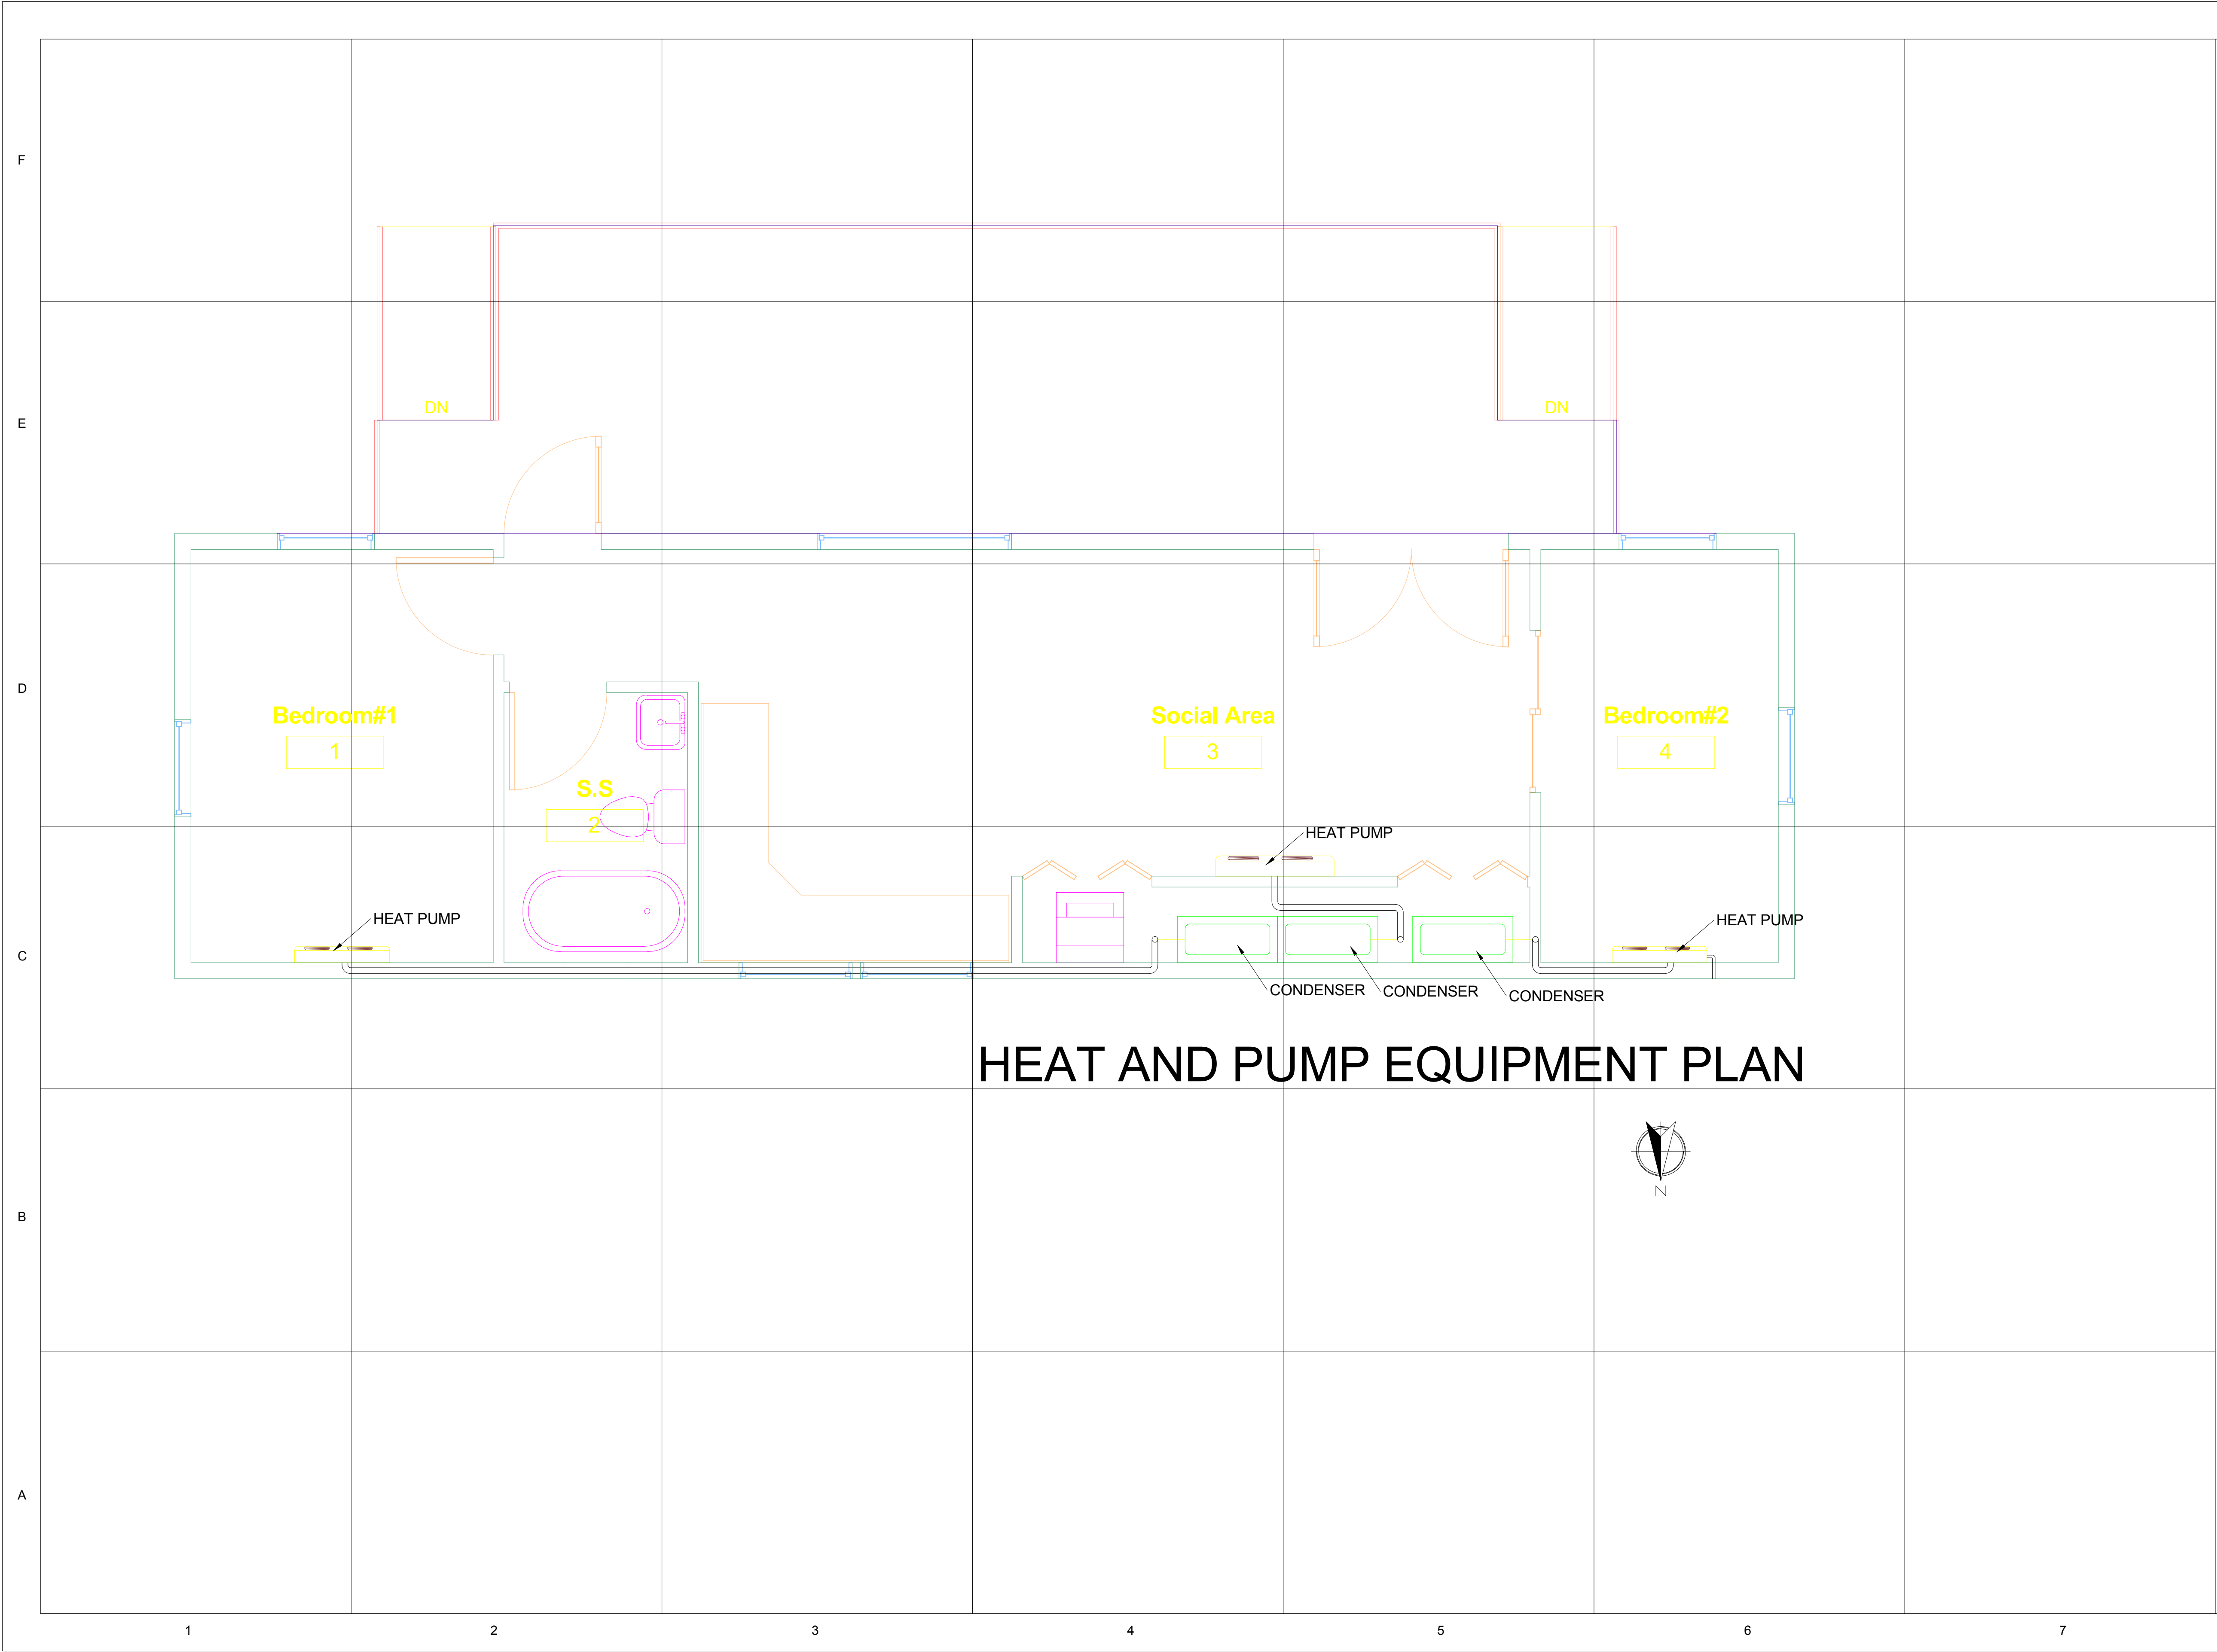 F
E
DN
DN
D
Bedroom#1
1
Social Area
3
Bedroom#2
4
S.S
2
HEAT PUMP
HEAT PUMP
HEAT PUMP
C
CONDENSER
CONDENSER
CONDENSER
HEAT AND PUMP EQUIPMENT PLAN
N
B
A
1
2
3
4
5
6
7